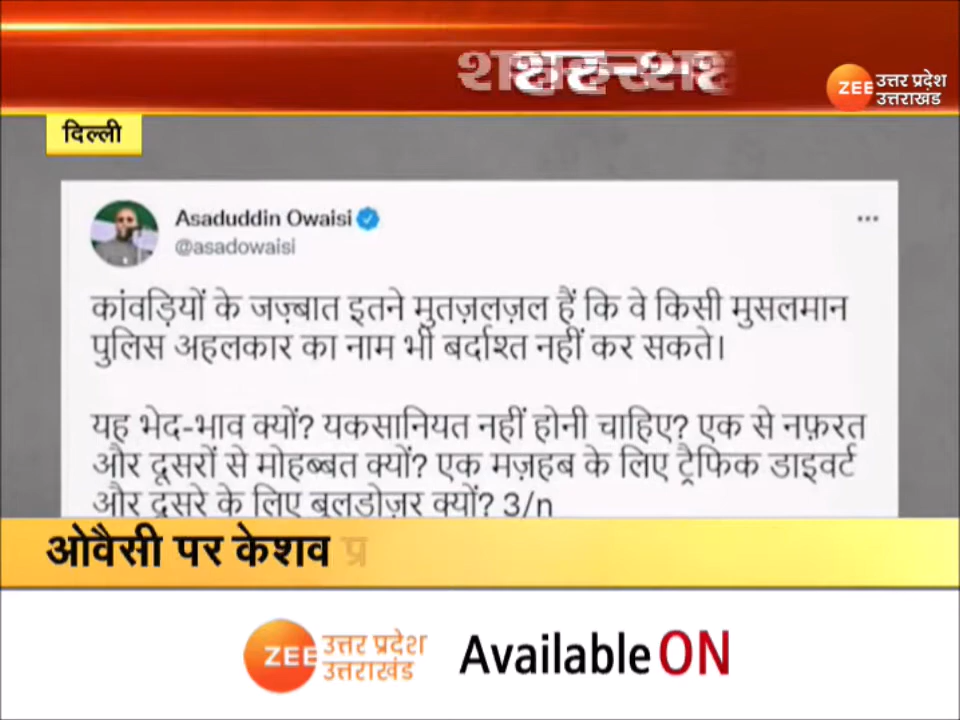 ZEE उत्तर प्रदेश
उत्तराखंड
दिल्ली
Asaduddin Owaisi
@asadowaisi
कांवड़ियों के जज़्बात इतने मुतज़लज़ल हैं कि वे किसी मुसलमान
पुलिस अहलकार का नाम भी बर्दाश्त नहीं कर सकते।
यह भेद-भाव क्यों? यकसानियत नहीं होनी चाहिए? एक से नफ़रत
और दूसरों से मोहब्बत क्यों? एक मज़हब के लिए ट्रैफिक डाइवर्ट
और दूसरे के लिए बुलडोज़र क्यों? 3/n
ओवैसी पर केशव प्र
ZEE उत्तर प्रदेश
उत्तराखंड
Available ON